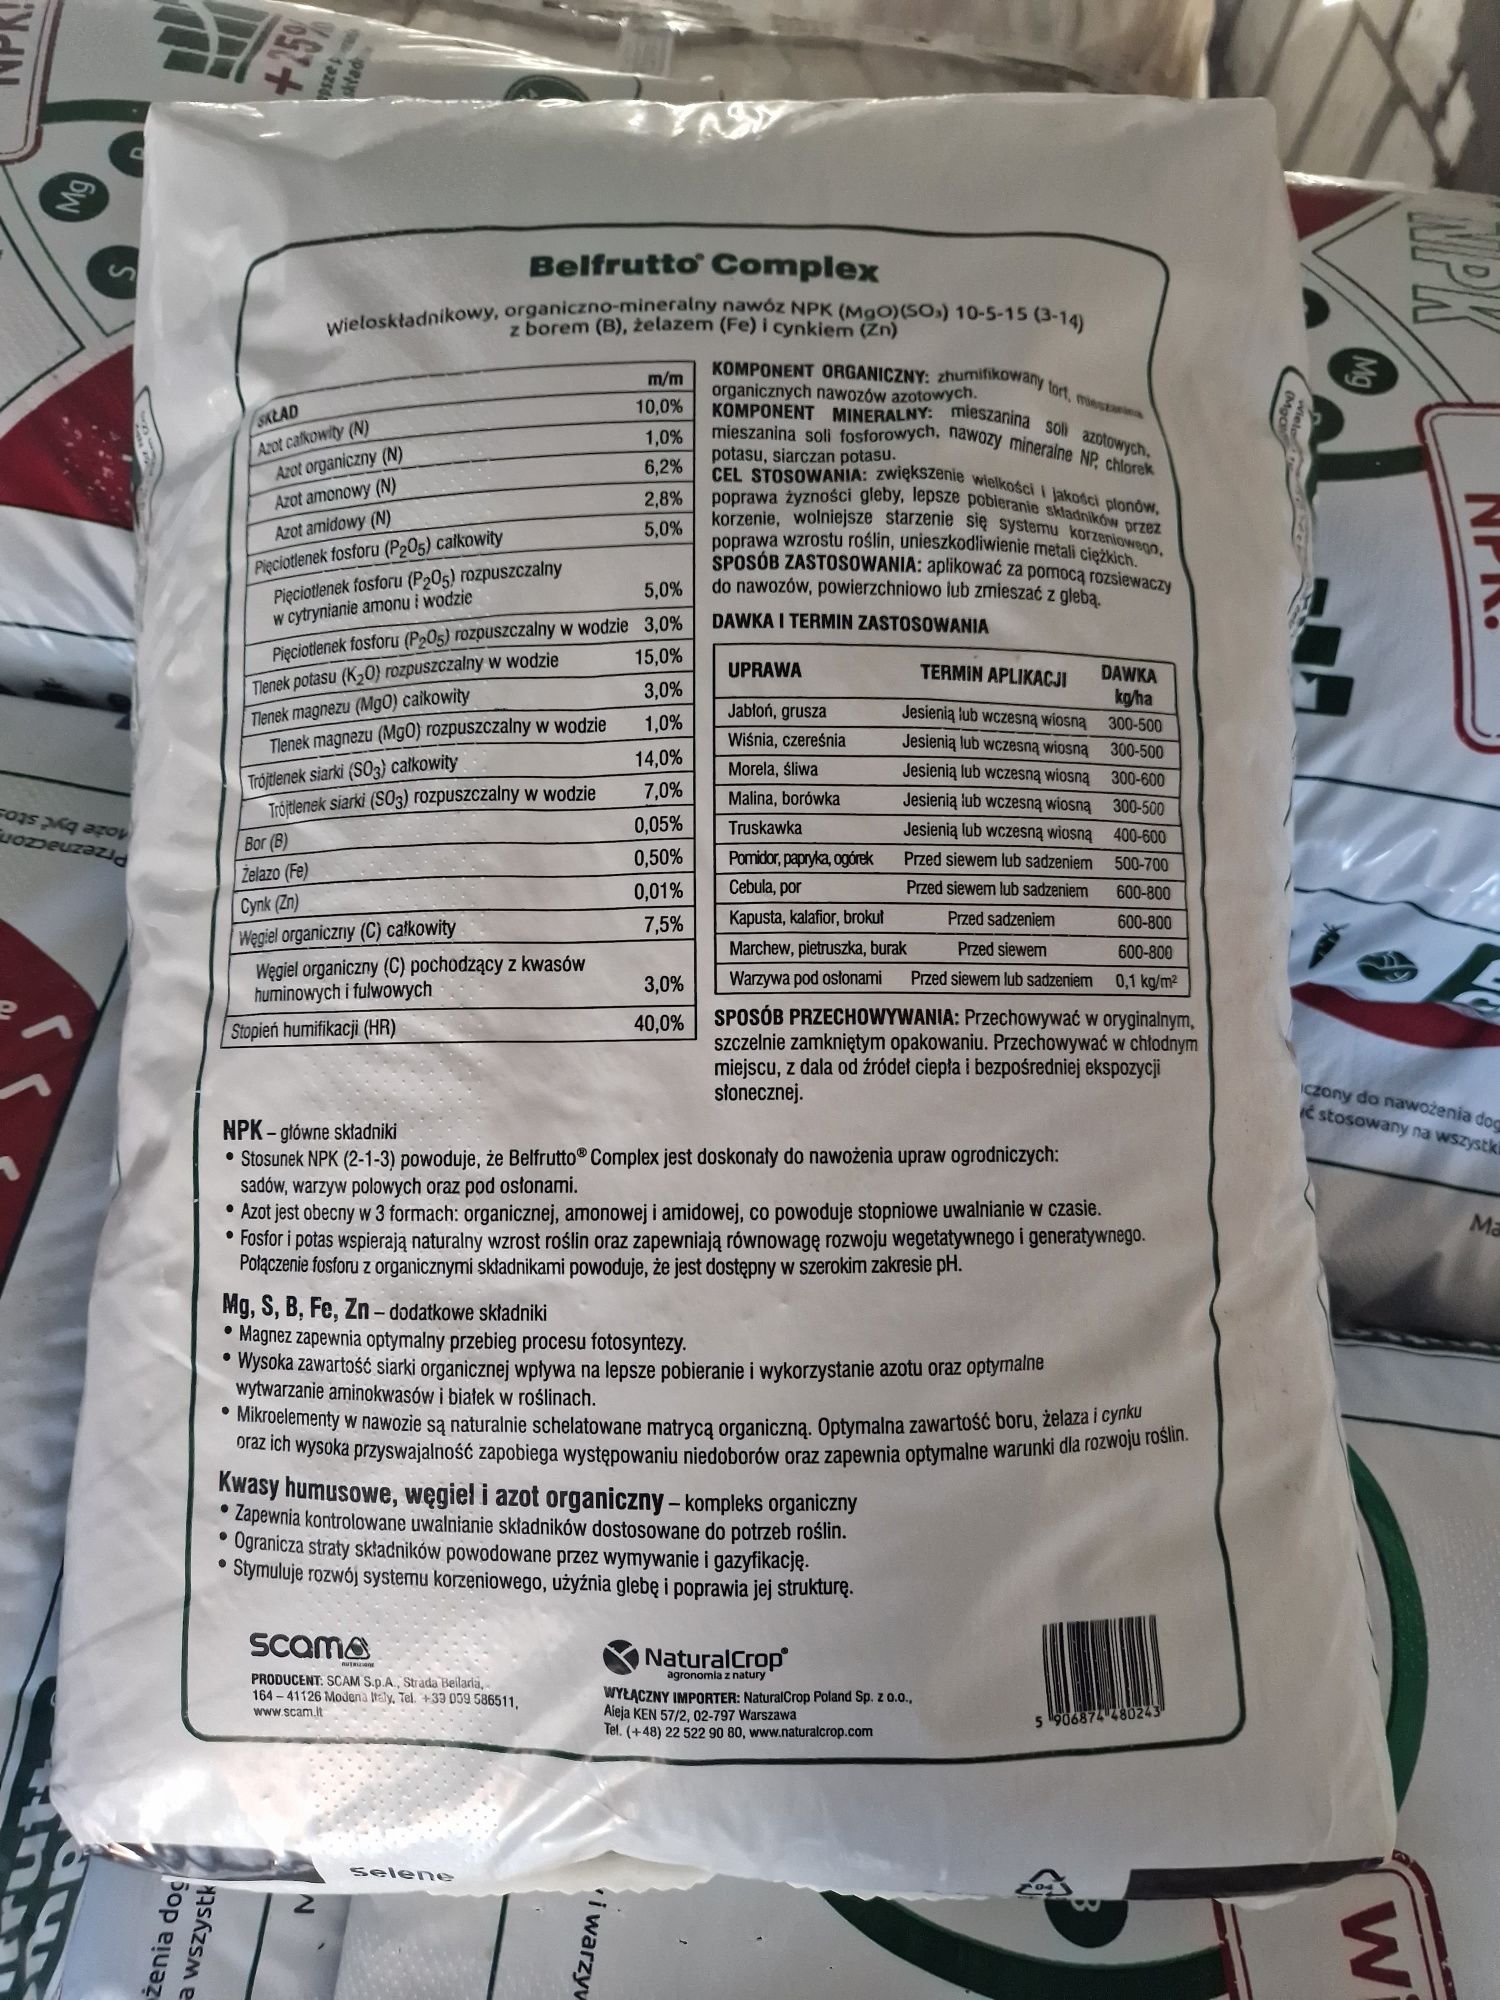 Belfrutto® Complex
Wieloskładnikowy, organiczno-mineralny nawóz NPK (MgO)(SO₃) 10-5-15 (3-14)
z borem (B), żelazem (Fe) i cynkiem (Zn)
SKŁAD m/m
Azot całkowity (N) 10,0%
Azot organiczny (N) 1,0%
Azot amonowy (N) 6,2%
Azot amidowy (N) 2,8%
Pięciotlenek fosforu (P₂O₅) całkowity 5,0%
Pięciotlenek fosforu (P₂O₅) rozpuszczalny
w cytrynianie amonu i wodzie 5,0%
Pięciotlenek fosforu (P₂O₅) rozpuszczalny w wodzie 3,0%
Tlenek potasu (K₂O) rozpuszczalny w wodzie 15,0%
Tlenek magnezu (MgO) całkowity 3,0%
Tlenek magnezu (MgO) rozpuszczalny w wodzie 1,0%
Trójtlenek siarki (SO₃) całkowity 14,0%
Trójtlenek siarki (SO₃) rozpuszczalny w wodzie 7,0%
Bor (B) 0,05%
Żelazo (Fe) 0,50%
Cynk (Zn) 0,01%
Węgiel organiczny (C) całkowity 7,5%
Węgiel organiczny (C) pochodzący z kwasów
huminowych i fulwowych 3,0%
Stopień humifikacji (HR) 40,0%
KOMPONENT ORGANICZNY: zhumifikowany torf, mieszanina
organicznych nawozów azotowych.
KOMPONENT MINERALNY: mieszanina soli azotowych,
mieszanina soli fosforowych, nawozy mineralne NP, chlorek
potasu, siarczan potasu.
CEL STOSOWANIA: zwiększenie wielkości i jakości plonów,
poprawa żyzności gleby, lepsze pobieranie składników przez
korzenie, wolniejsze starzenie się systemu korzeniowego,
poprawa wzrostu roślin, unieszkodliwienie metali ciężkich.
SPOSÓB ZASTOSOWANIA: aplikować za pomocą rozsiewaczy
do nawozów, powierzchniowo lub zmieszać z glebą.
DAWKA I TERMIN ZASTOSOWANIA
UPRAWA TERMIN APLIKACJI DAWKA
kg/ha
Jabłoń, grusza Jesienią lub wczesną wiosną 300-500
Wiśnia, czereśnia Jesienią lub wczesną wiosną 300-500
Morela, śliwa Jesienią lub wczesną wiosną 300-600
Malina, borówka Jesienią lub wczesną wiosną 300-500
Truskawka Jesienią lub wczesną wiosną 400-600
Pomidor, papryka, ogórek Przed siewem lub sadzeniem 500-700
Cebula, por Przed siewem lub sadzeniem 600-800
Kapusta, kalafior, brokuł Przed sadzeniem 600-800
Marchew, pietruszka, burak Przed siewem 600-800
Warzywa pod osłonami Przed siewem lub sadzeniem 0,1 kg/m²
SPOSÓB PRZECHOWYWANIA: Przechowywać w oryginalnym,
szczelnie zamkniętym opakowaniu. Przechowywać w chłodnym
miejscu, z dala od źródeł ciepła i bezpośredniej ekspozycji
słonecznej.
NPK – główne składniki
• Stosunek NPK (2-1-3) powoduje, że Belfrutto® Complex jest doskonały do nawożenia upraw ogrodniczych:
sadów, warzyw polowych oraz pod osłonami.
• Azot jest obecny w 3 formach: organicznej, amonowej i amidowej, co powoduje stopniowe uwalnianie w czasie.
• Fosfor i potas wspierają naturalny wzrost roślin oraz zapewniają równowagę rozwoju wegetatywnego i generatywnego.
Połączenie fosforu z organicznymi składnikami powoduje, że jest dostępny w szerokim zakresie pH.
Mg, S, B, Fe, Zn – dodatkowe składniki
• Magnez zapewnia optymalny przebieg procesu fotosyntezy.
• Wysoka zawartość siarki organicznej wpływa na lepsze pobieranie i wykorzystanie azotu oraz optymalne
wytwarzanie aminokwasów i białek w roślinach.
• Mikroelementy w nawozie są naturalnie schelatowane matrycą organiczną. Optymalna zawartość boru, żelaza i cynku
oraz ich wysoka przyswajalność zapobiega występowaniu niedoborów oraz zapewnia optymalne warunki dla rozwoju roślin.
Kwasy humusowe, węgiel i azot organiczny – kompleks organiczny
• Zapewnia kontrolowane uwalnianie składników dostosowane do potrzeb roślin.
• Ogranicza straty składników powodowane przez wymywanie i gazyfikację.
• Stymuluje rozwój systemu korzeniowego, użyźnia glebę i poprawia jej strukturę.
scam
NUTRIZIONE
PRODUCENT: SCAM S.p.A., Strada Bellaria,
164 – 41126 Modena Italy, Tel. +39 059 586511,
www.scam.it
NaturalCrop®
agronomia z natury
WYŁĄCZNY IMPORTER: NaturalCrop Poland Sp. z o.o.,
Aleja KEN 57/2, 02-797 Warszawa
Tel. (+48) 22 522 90 80, www.naturalcrop.com
5 906874 480243
selene
04
NPK
+25%
Mg
S
NPK
Mg
NPK
i warzyw